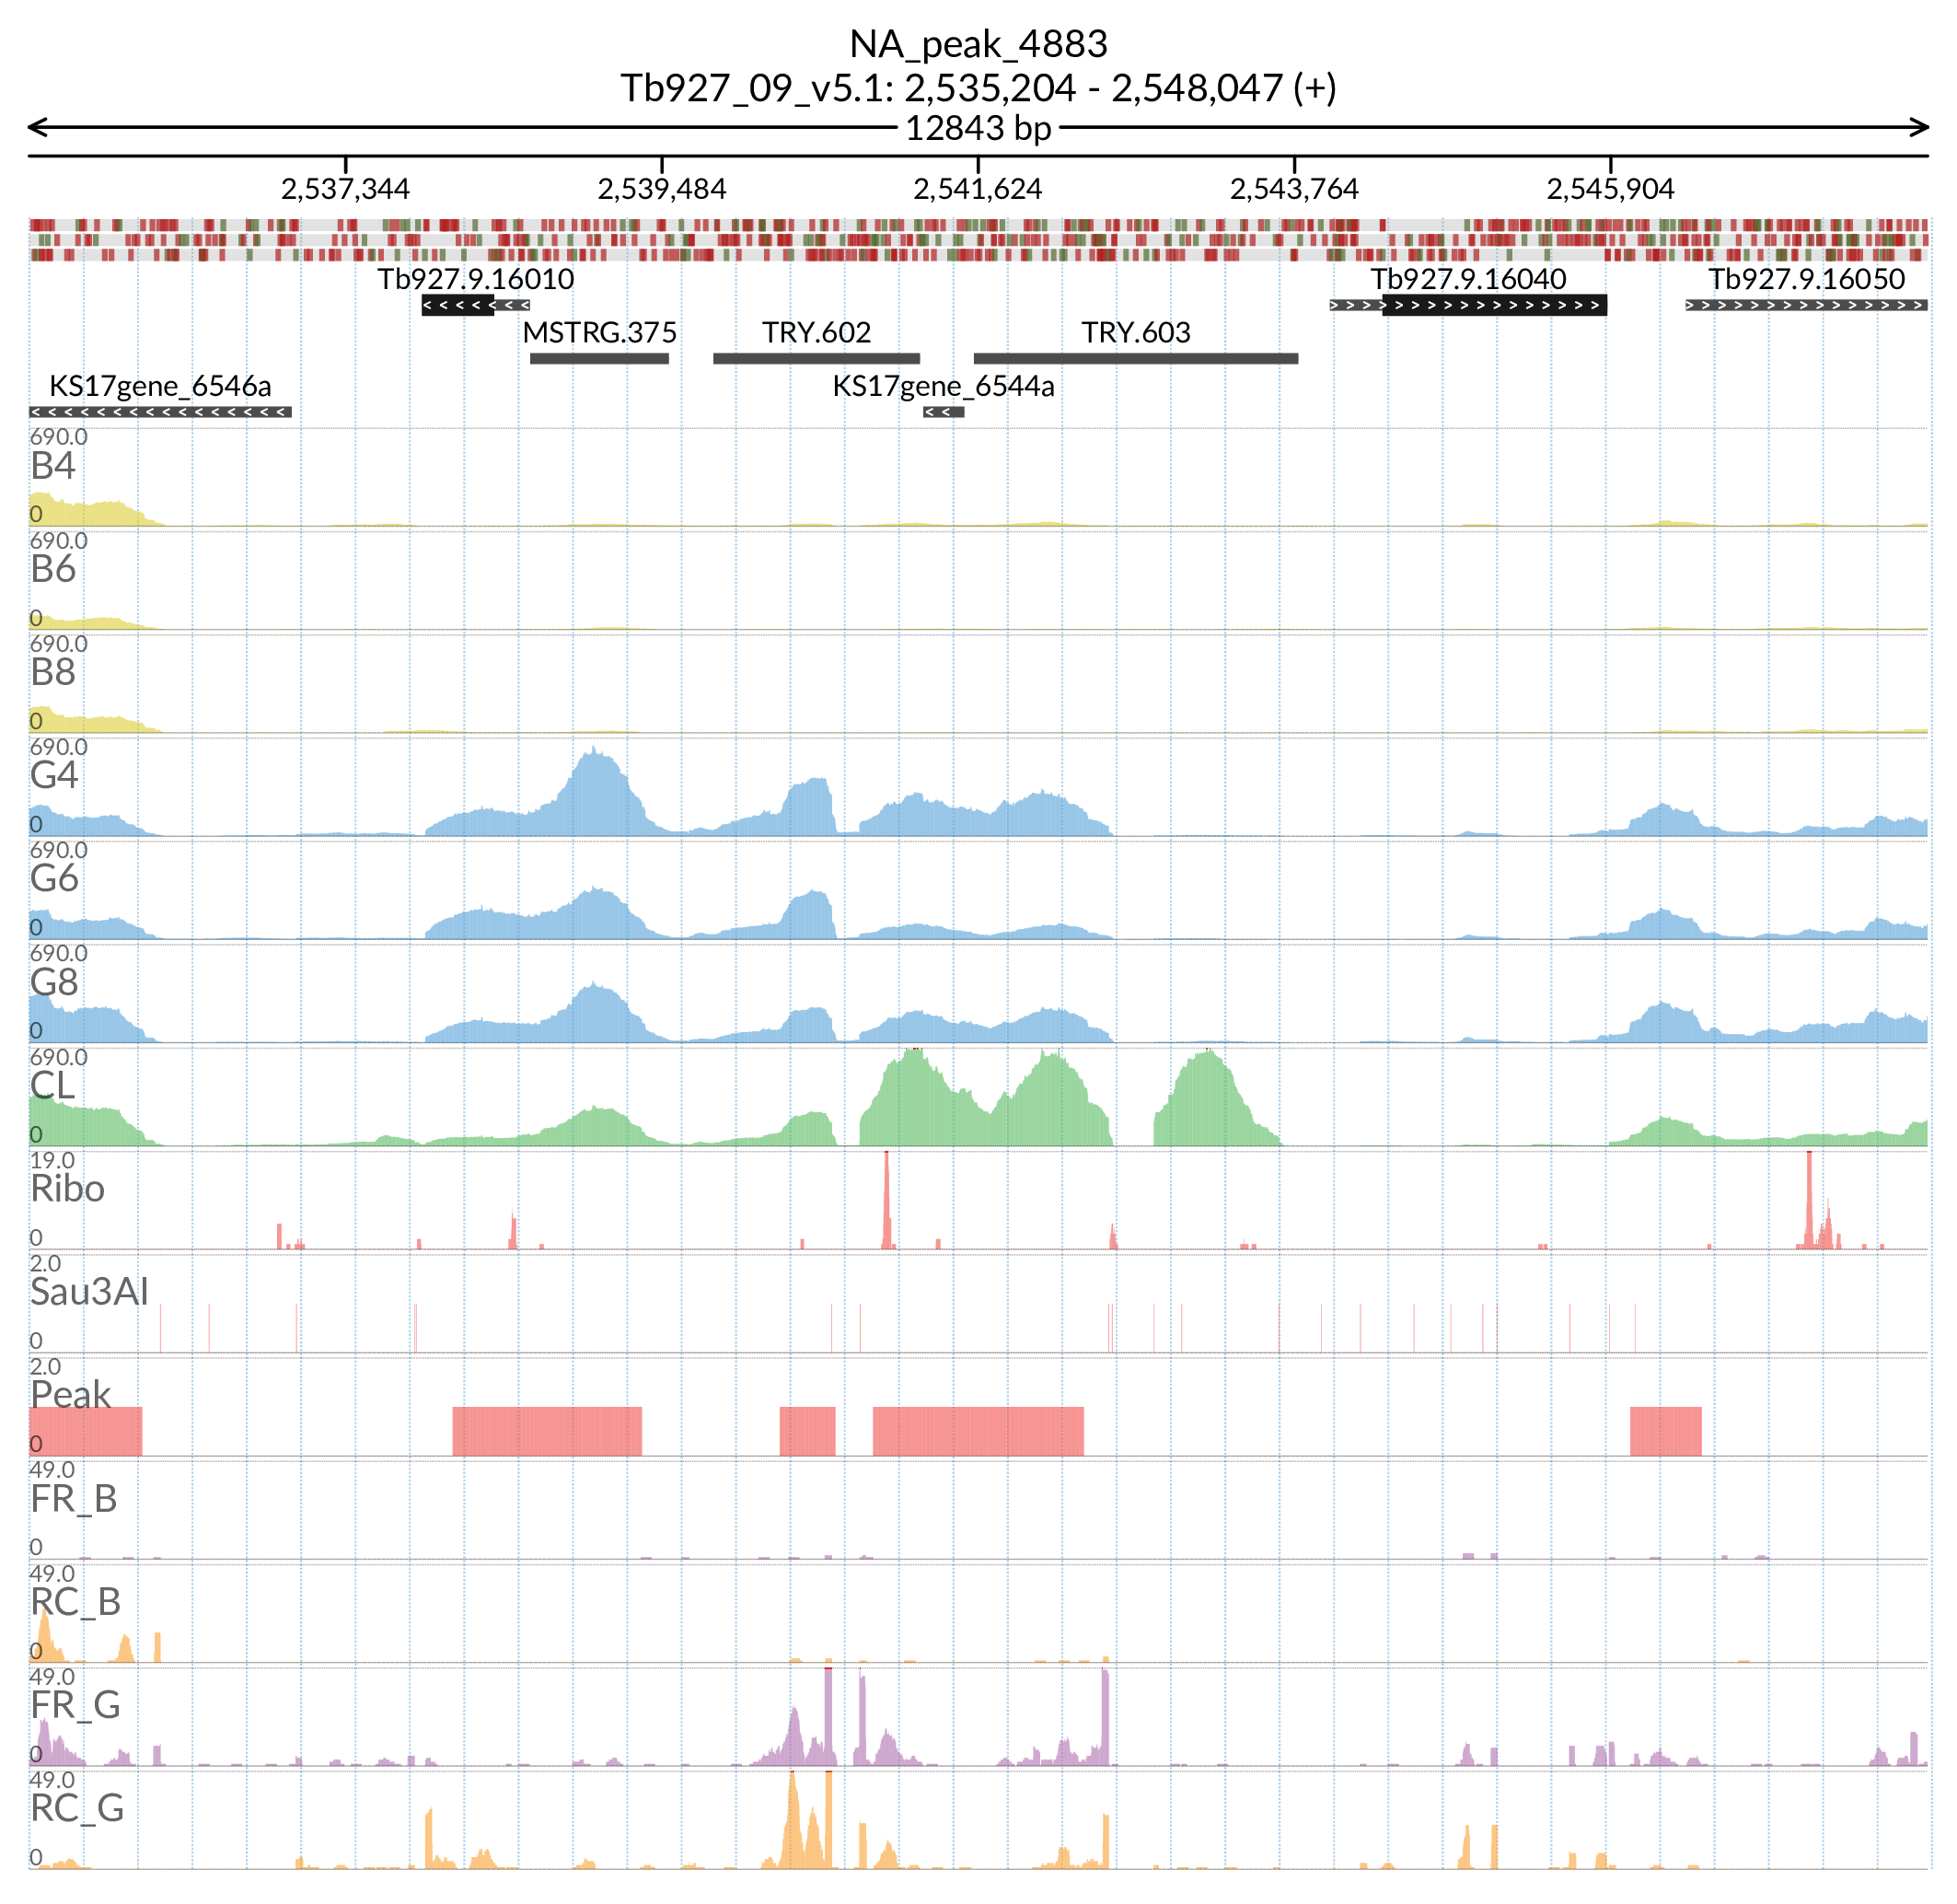 NA_peak_4883
Tb927_09_v5.1: 2,535,204 - 2,548,047 (+)
12843 bp
2,537,344 2,539,484 2,541,624 2,543,764 2,545,904
Tb927.9.16010 Tb927.9.16040 Tb927.9.16050
MSTRG.375 TRY.602 TRY.603
KS17gene_6546a KS17gene_6544a
690.0
B4
0
690.0
B6
0
690.0
B8
0
690.0
G4
0
690.0
G6
0
690.0
G8
0
690.0
CL
0
19.0
Ribo
0
2.0
Sau3AI
0
2.0
Peak
0
49.0
FR_B
0
49.0
RC_B
0
49.0
FR_G
0
49.0
RC_G
0